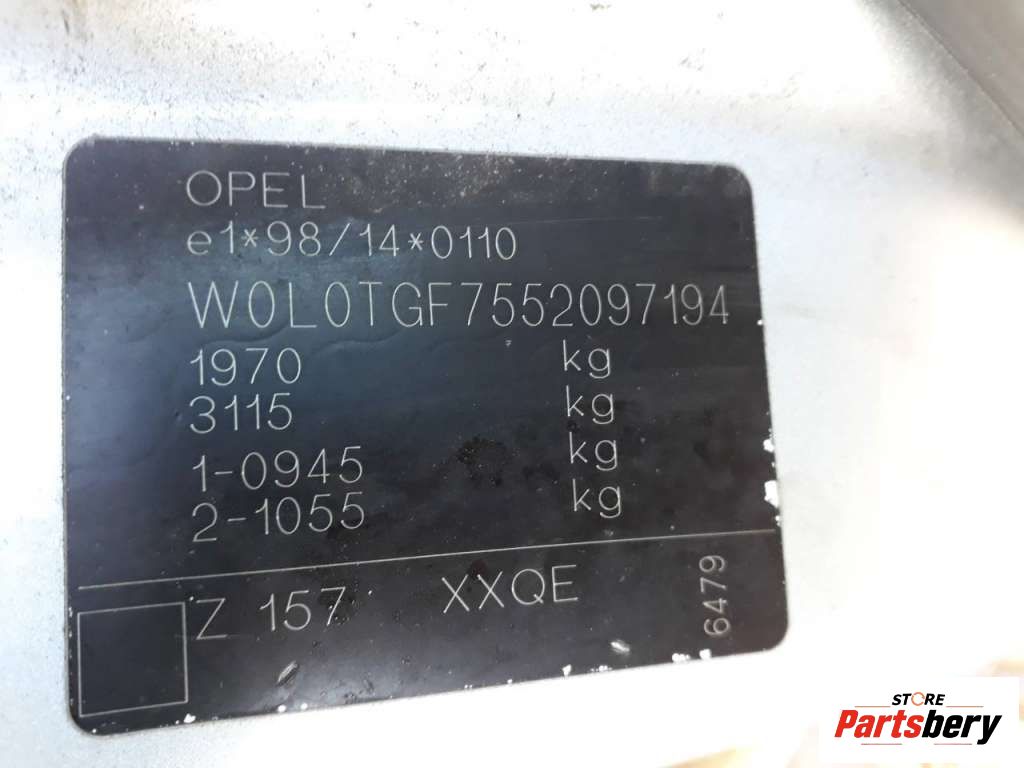 OPEL
e1*98/14*0110
W0L0TGF7552097194
1970 kg
3115 kg
1-0945 kg
2-1055 kg
Z 157 XXQE
6479
STORE
Partsbery